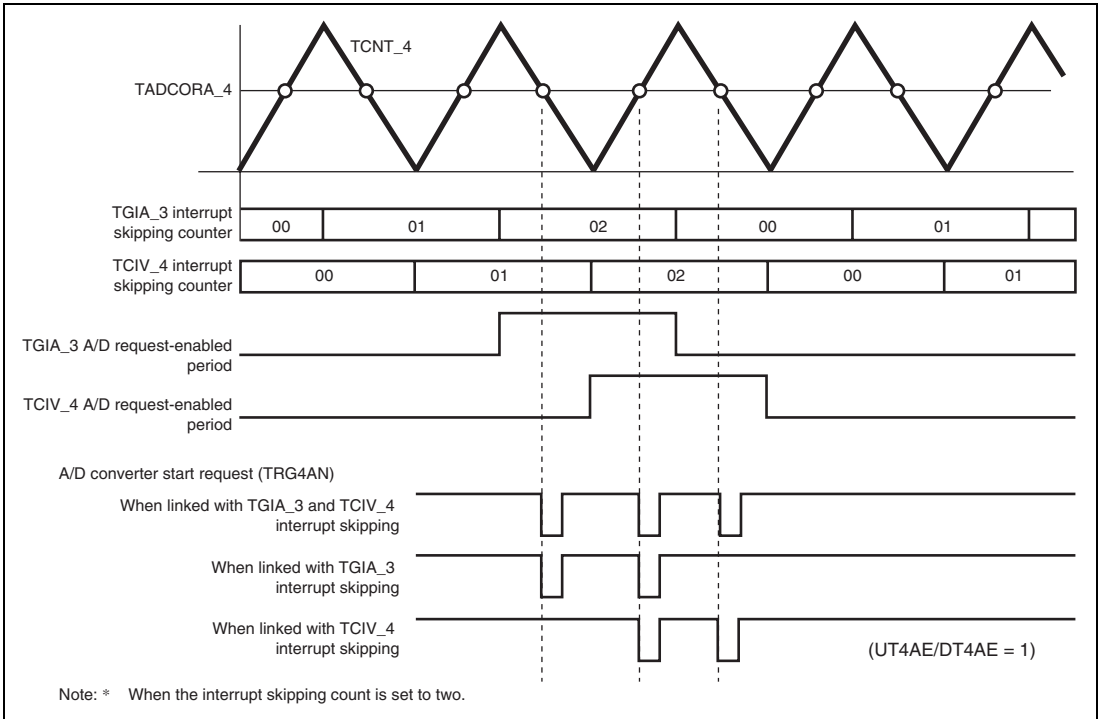 TCNT_4
TADCORA_4
TGIA_3 interrupt
skipping counter
00
01
02
00
01
TCIV_4 interrupt
skipping counter
00
01
02
00
01
TGIA_3 A/D request-enabled
period
TCIV_4 A/D request-enabled
period
A/D converter start request (TRG4AN)
When linked with TGIA_3 and TCIV_4
interrupt skipping
When linked with TGIA_3
interrupt skipping
When linked with TCIV_4
interrupt skipping
(UT4AE/DT4AE = 1)
Note: * When the interrupt skipping count is set to two.